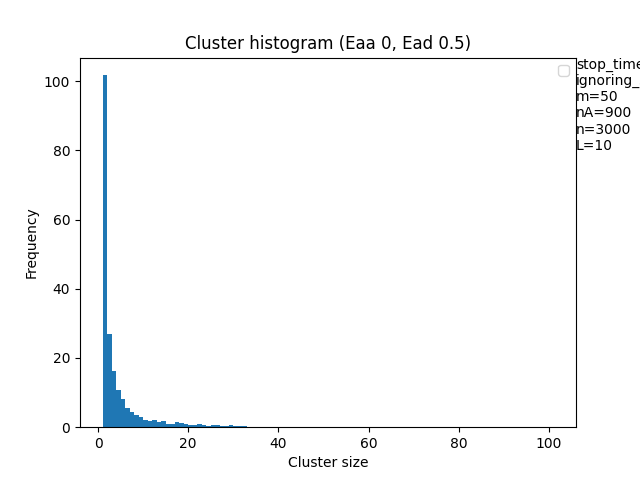 Cluster histogram (Eaa 0, Ead 0.5)
stop_time
ignoring_
m=50
nA=900
n=3000
L=10
Frequency
100
80
60
40
20
0
0 20 40 60 80 100
Cluster size